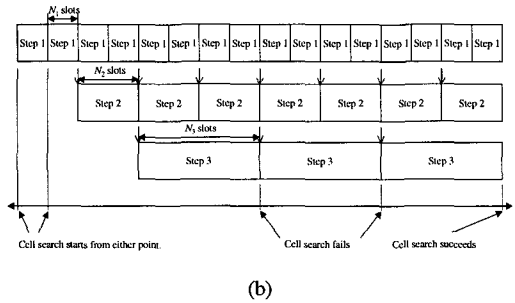 N₁ slots
Step 1 Step 1 Step 1 Step 1 Step 1 Step 1 Step 1 Step 1 Step 1 Step 1 Step 1 Step 1 Step 1 Step 1 Step 1 Step 1
N₂ slots
Step 2 Step 2 Step 2 Step 2 Step 2 Step 2 Step 2
N₃ slots
Step 3 Step 3 Step 3
Cell search starts from either point. Cell search fails Cell search succeeds
(b)